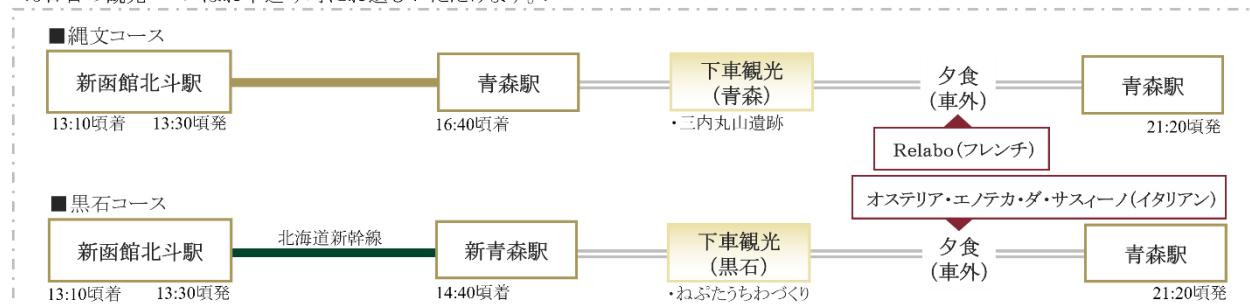 ■縄文コース
新函館北斗駅
青森駅
下車観光
(青森)
夕食
(車外)
青森駅
13:10頃着 13:30頃発
16:40頃着
・三内丸山遺跡
21:20頃発
Relabo(フレンチ)
オステリア・エノテカ・ダ・サスィーノ(イタリアン)
■黒石コース
新函館北斗駅
北海道新幹線
新青森駅
下車観光
(黒石)
夕食
(車外)
青森駅
13:10頃着 13:30頃発
14:40頃着
・ねぷたうちわづくり
21:20頃発